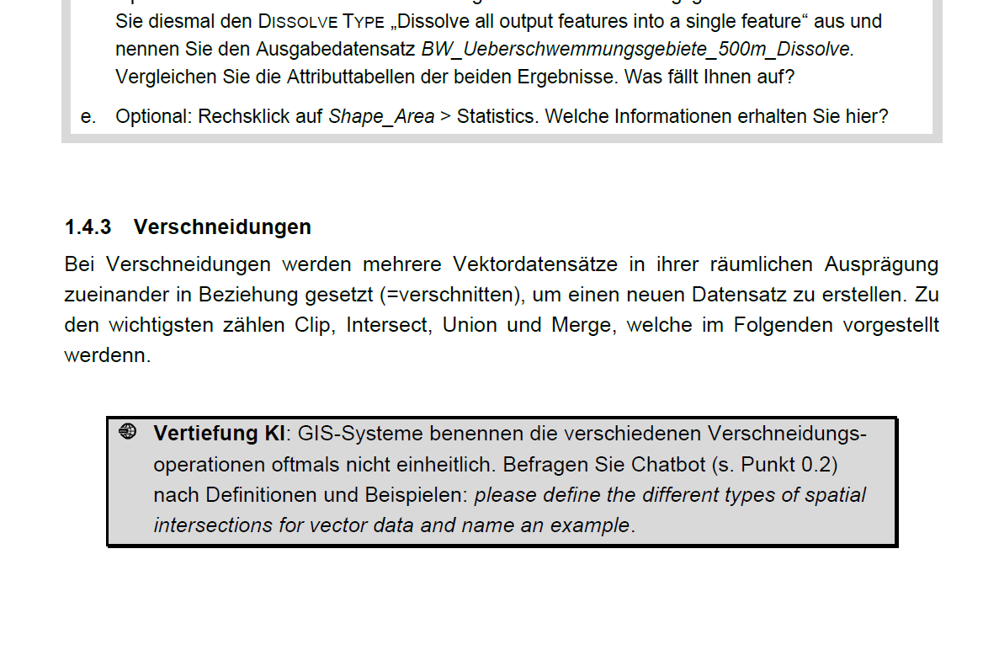 Sie diesmal den DISSOLVE TYPE „Dissolve all output features into a single feature“ aus und
nennen Sie den Ausgabedatensatz BW_Ueberschwemmungsgebiete_500m_Dissolve.
Vergleichen Sie die Attributtabellen der beiden Ergebnisse. Was fällt Ihnen auf?
e. Optional: Rechsklick auf Shape_Area > Statistics. Welche Informationen erhalten Sie hier?
1.4.3 Verschneidungen
Bei Verschneidungen werden mehrere Vektordatensätze in ihrer räumlichen Ausprägung
zueinander in Beziehung gesetzt (=verschnitten), um einen neuen Datensatz zu erstellen. Zu
den wichtigsten zählen Clip, Intersect, Union und Merge, welche im Folgenden vorgestellt
werdenn.
Vertiefung KI: GIS-Systeme benennen die verschiedenen Verschneidungs-
operationen oftmals nicht einheitlich. Befragen Sie Chatbot (s. Punkt 0.2)
nach Definitionen und Beispielen: please define the different types of spatial
intersections for vector data and name an example.